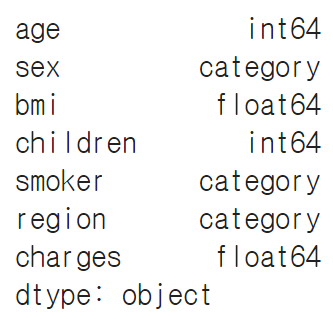 age int64
sex category
bmi float64
children int64
smoker category
region category
charges float64
dtype: object